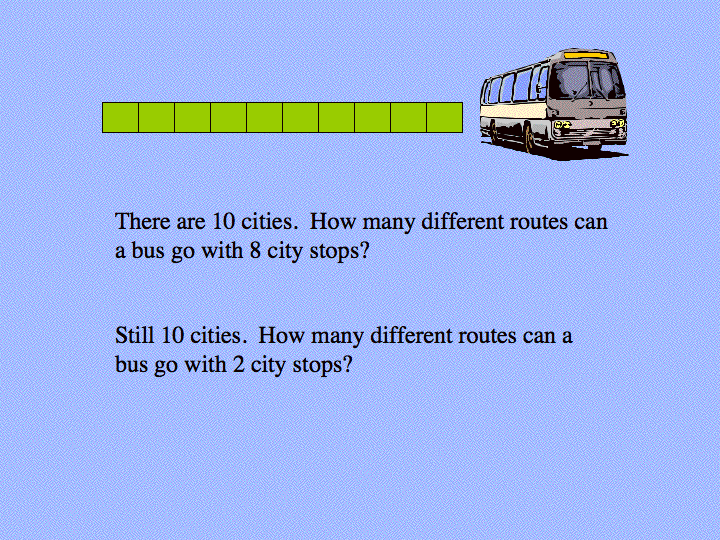 There are 10 cities.  How many different routes can
a bus go with 8 city stops?
Still 10 cities.  How many different routes can a
bus go with 2 city stops?